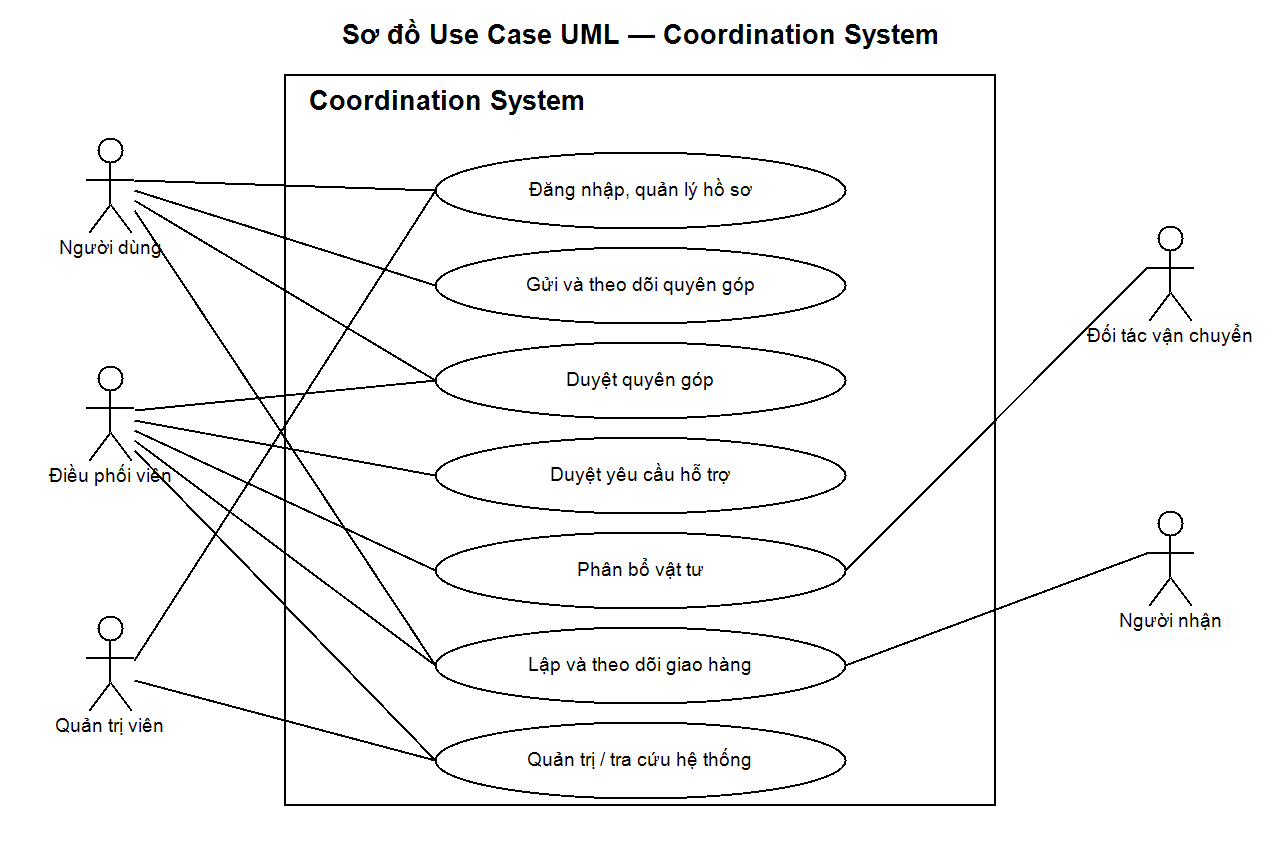 Sơ đồ Use Case UML — Coordination System
Coordination System
Người dùng
Điều phối viên
Quản trị viên
Đăng nhập, quản lý hồ sơ
Gửi và theo dõi quyên góp
Duyệt quyên góp
Duyệt yêu cầu hỗ trợ
Phân bổ vật tư
Lập và theo dõi giao hàng
Quản trị / tra cứu hệ thống
Đối tác vận chuyển
Người nhận